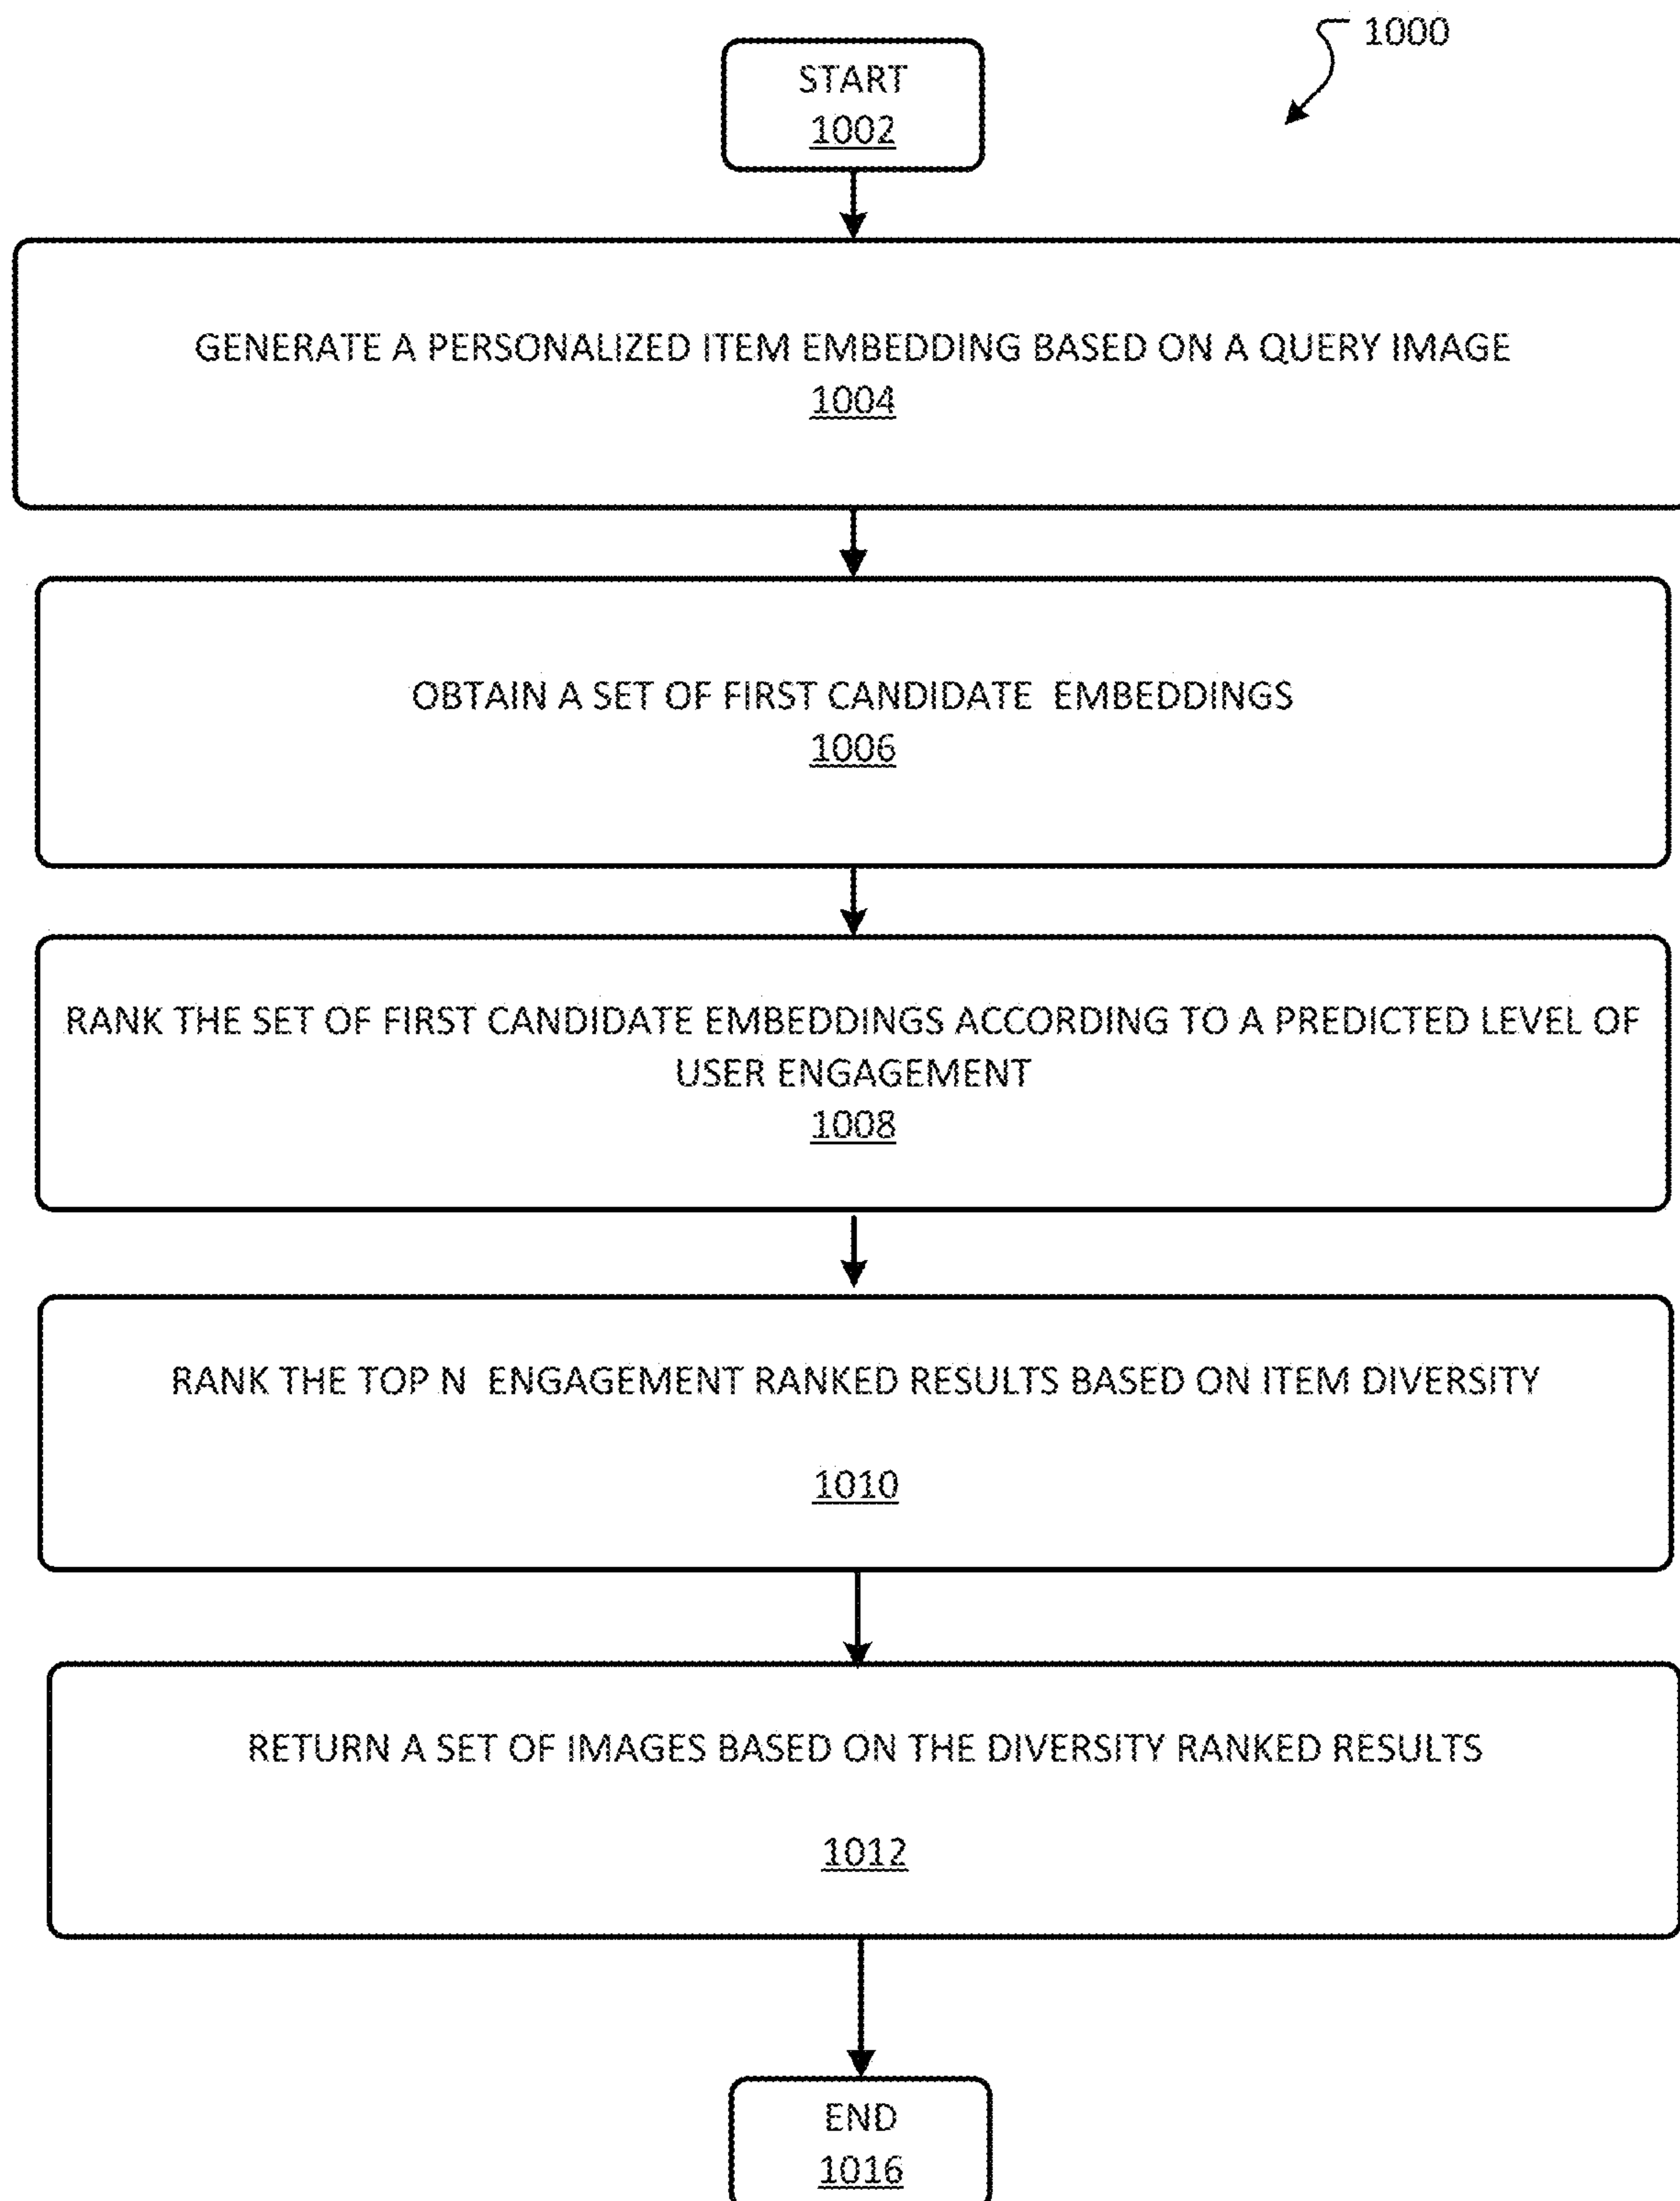 1000
START
1002
GENERATE A PERSONALIZED ITEM EMBEDDING BASED ON A QUERY IMAGE
1004
OBTAIN A SET OF FIRST CANDIDATE EMBEDDINGS
1006
RANK THE SET OF FIRST CANDIDATE EMBEDDINGS ACCORDING TO A PREDICTED LEVEL OF
USER ENGAGEMENT
1008
RANK THE TOP N ENGAGEMENT RANKED RESULTS BASED ON ITEM DIVERSITY
1010
RETURN A SET OF IMAGES BASED ON THE DIVERSITY RANKED RESULTS
1012
END
1016